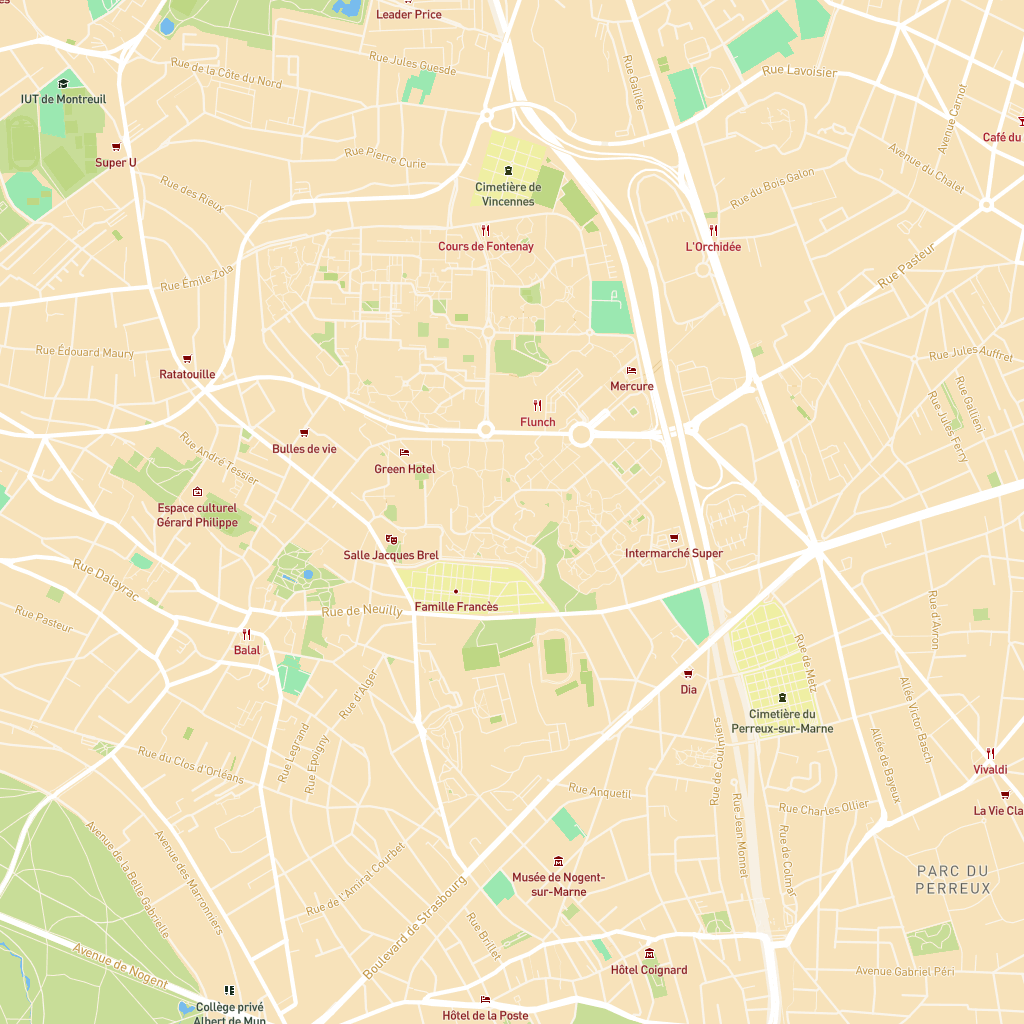 Leader Price
Rue Jules Guesde
Rue de la Côte du Nord
Rue Galilée
Rue Lavoisier
IUT de Montreuil
Avenue Carnot
Café du
Super U
Rue Pierre Curie
Avenue du Chalet
Rue du Bois Galon
Rue des Rieux
Cimetière de
Vincennes
Cours de Fontenay
L'Orchidée
Rue Pasteur
Rue Émile Zola
Rue Édouard Maury
Ratatouille
Rue Jules Auffret
Mercure
Rue Gallieni
Rue Jules Ferry
Flunch
Bulles de vie
Rue André Tessier
Green Hotel
Espace culturel
Gérard Philippe
Salle Jacques Brel
Intermarché Super
Rue Dalayrac
Famille Francès
Rue de Neuilly
Rue Pasteur
Rue d'Avron
Balal
Rue de Metz
Rue d'Alger
Dia
Allée Victor Basch
Cimetière du
Perreux-sur-Marne
Rue Legrand
Rue Epoigny
Rue de Coulmiers
Allée de Bayeux
Rue du Clos d'Orléans
Vivaldi
Rue Anquetil
Rue Charles Ollier
La Vie Cla
Rue Jean Monnet
Rue de Colmar
Avenue de la Belle Gabrielle
Avenue des Marronniers
Rue de l'Amiral Courbet
Musée de Nogent-
sur-Marne
PARC DU
PERREUX
Boulevard de Strasbourg
Rue Brillet
Avenue de Nogent
Hôtel Coignard
Avenue Gabriel Péri
Collège privé
Albert de Mun
Hôtel de la Poste